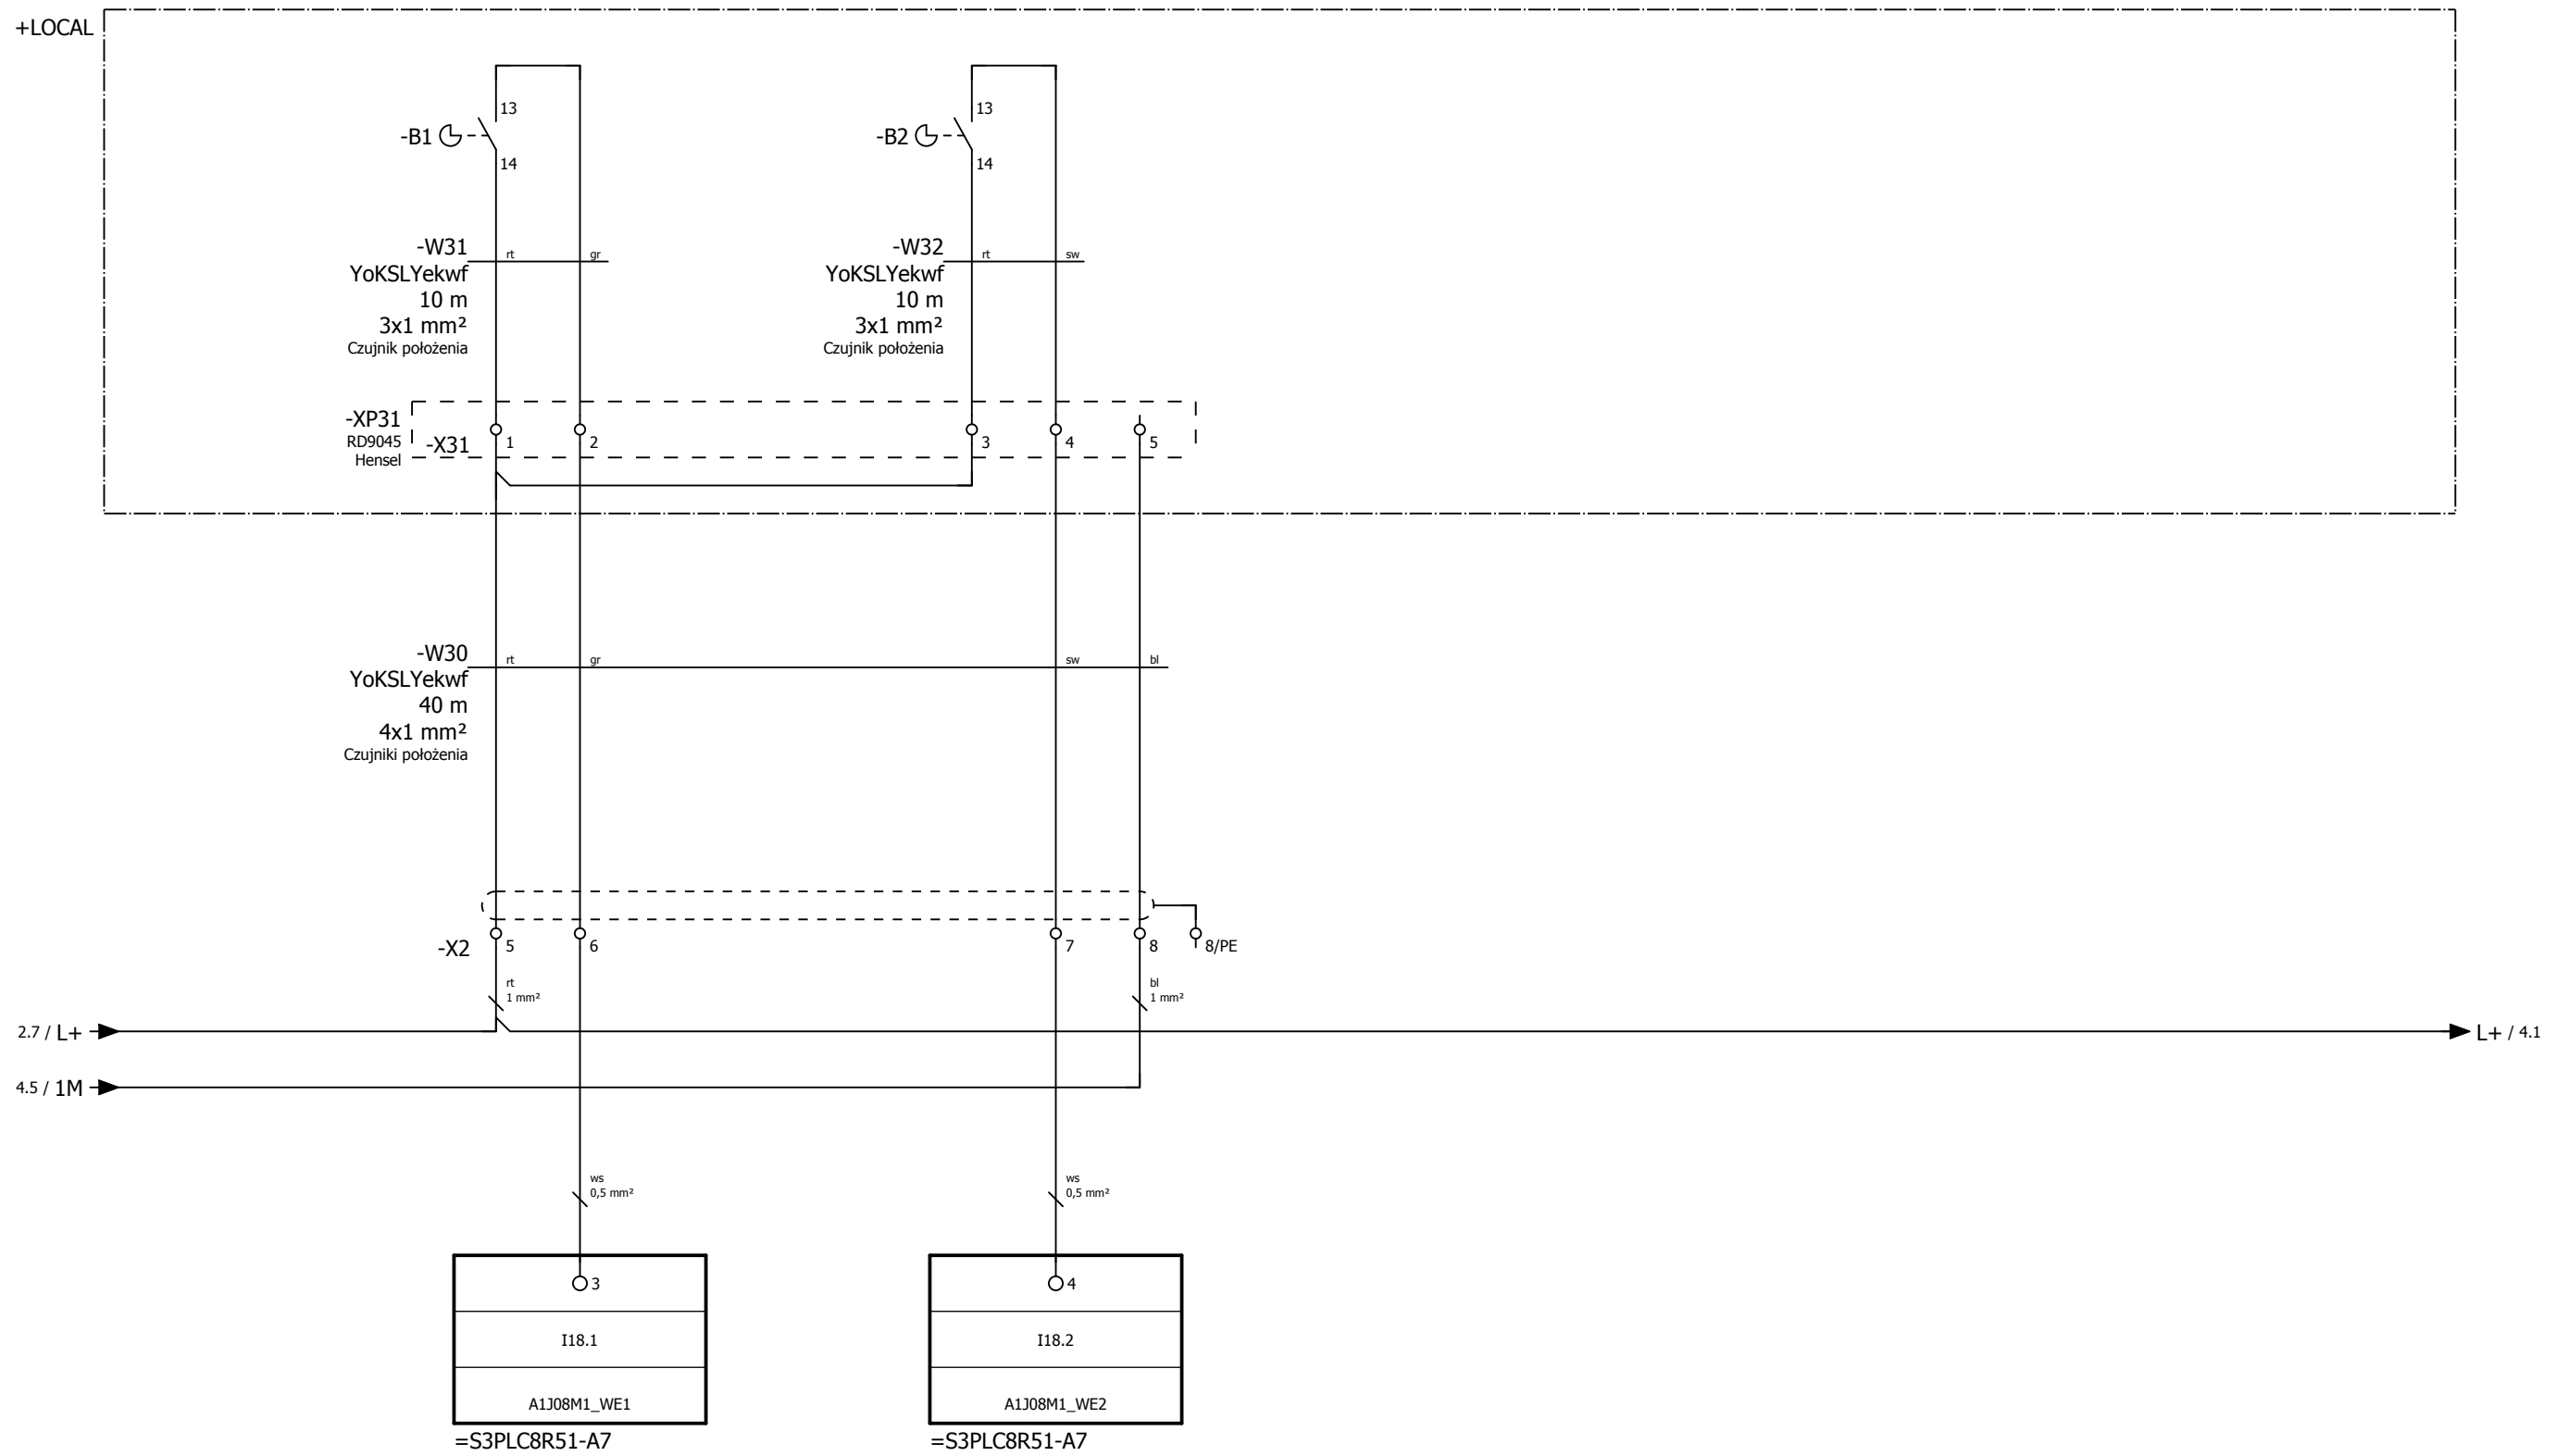 +LOCAL
13
13
-B1
-B2
14
14
-W31
rt
gr
YoKSLYekwf
10 m
3x1 mm²
Czujnik położenia
-W32
rt
sw
YoKSLYekwf
10 m
3x1 mm²
Czujnik położenia
-XP31
RD9045
Hensel
-X31
1
2
3
4
5
-W30
rt
gr
sw
bl
YoKSLYekwf
40 m
4x1 mm²
Czujniki położenia
-X2
5
6
7
8
8/PE
rt
1 mm²
bl
1 mm²
2.7 / L+
L+ / 4.1
4.5 / 1M
ws
0,5 mm²
ws
0,5 mm²
3
4
I18.1
I18.2
A1J08M1_WE1
A1J08M1_WE2
=S3PLC8R51-A7
=S3PLC8R51-A7